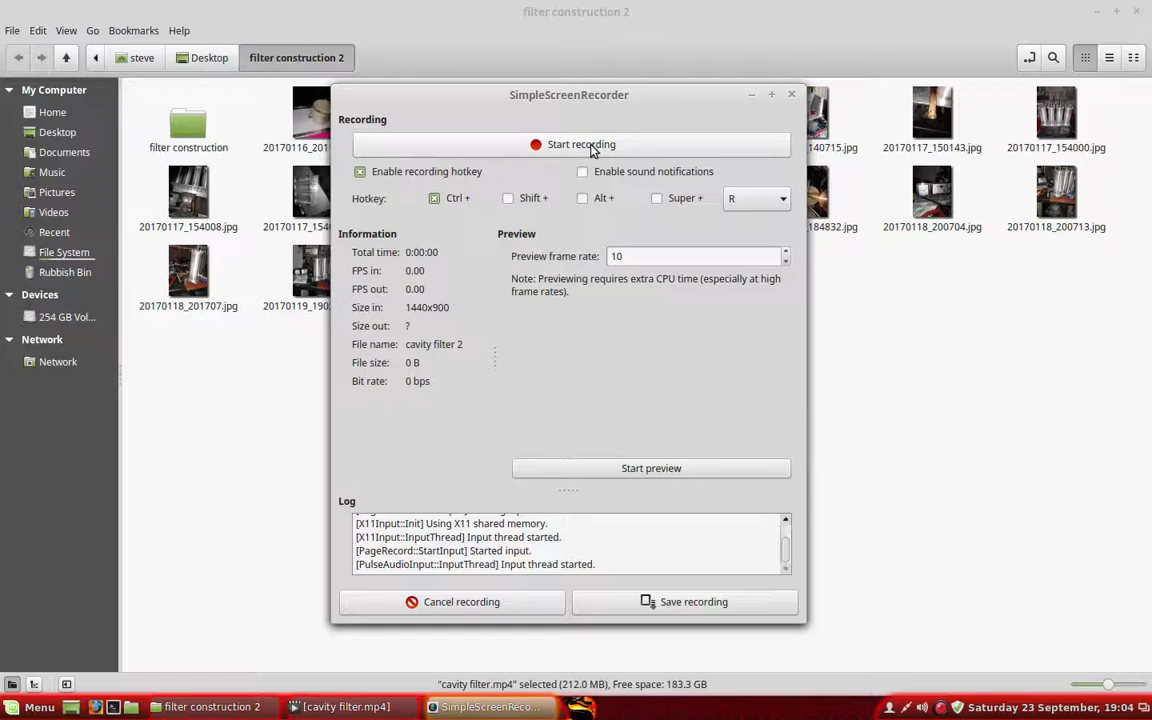 filter construction 2
File Edit View Go Bookmarks Help
steve Desktop filter construction 2
My Computer
Home
Desktop
Documents
Music
Pictures
Videos
Recent
File System
Rubbish Bin
Devices
254 GB Vol...
Network
Network
filter construction
20170117_150143.jpg
20170117_154000.jpg
20170117_154008.jpg
20170118_200704.jpg
20170118_200713.jpg
20170118_201707.jpg
SimpleScreenRecorder
Recording
Start recording
Enable recording hotkey
Enable sound notifications
Hotkey: Ctrl + Shift + Alt + Super + R
Information
Total time: 0:00:00
FPS in: 0.00
FPS out: 0.00
Size in: 1440x900
Size out: ?
File name: cavity filter 2
File size: 0 B
Bit rate: 0 bps
Preview
Preview frame rate: 10
Note: Previewing requires extra CPU time (especially at high
frame rates).
Start preview
Log
[X11Input::Init] Using X11 shared memory.
[X11Input::InputThread] Input thread started.
[PageRecord::StartInput] Started input.
[PulseAudioInput::InputThread] Input thread started.
Cancel recording
Save recording
"cavity filter.mp4" selected (212.0 MB), Free space: 183.3 GB
Menu filter construction 2 [cavity filter.mp4] SimpleScreenReco... Saturday 23 September, 19:04